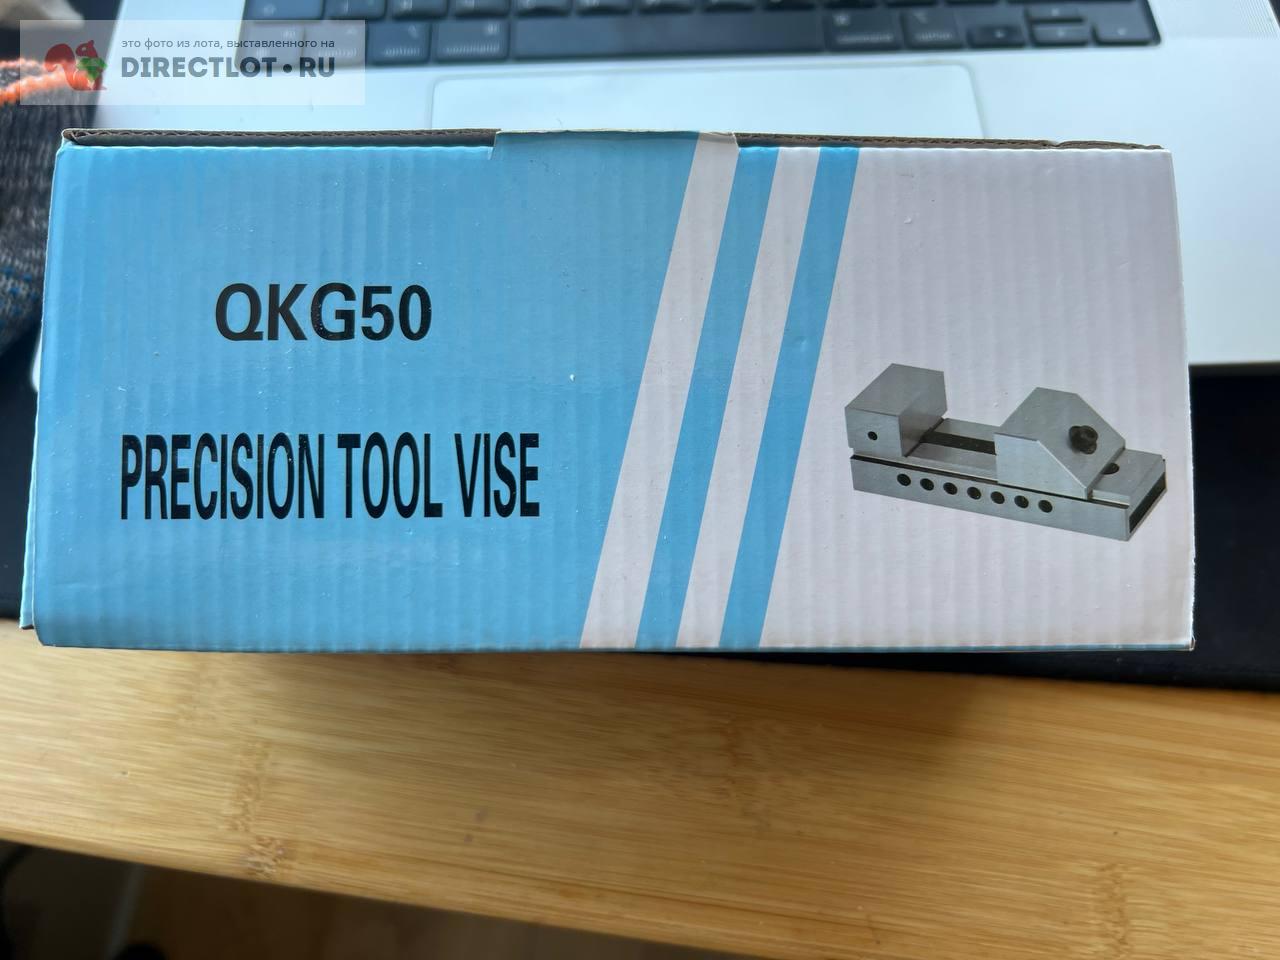 это фото из лота, выставленного на
DIRECTLOT.RU
QKG50
PRECISION TOOL VISE